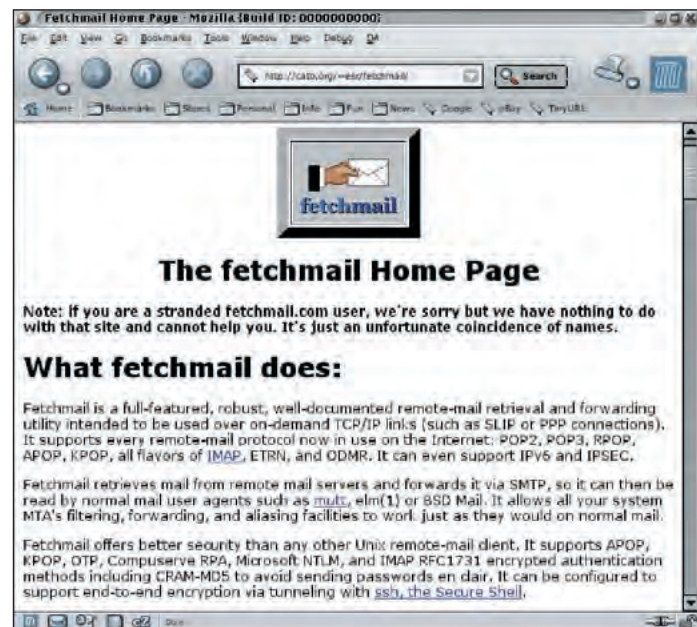 Fetchmail Home Page - Mozilla {Build ID: 0000000000}
File Edit View Go Bookmarks Tools Window Help Debug QA
http://catb.org/~esr/fetchmail/ Search
Home Bookmarks Stores Personal Info Fun News Google eBay TinyURL
fetchmail
The fetchmail Home Page
Note: if you are a stranded fetchmail.com user, we're sorry but we have nothing to do
with that site and cannot help you. It's just an unfortunate coincidence of names.
What fetchmail does:
Fetchmail is a full-featured, robust, well-documented remote-mail retrieval and forwarding
utility intended to be used over on-demand TCP/IP links (such as SLIP or PPP connections).
It supports every remote-mail protocol now in use on the Internet: POP2, POP3, RPOP,
APOP, KPOP, all flavors of IMAP, ETRN, and ODMR. It can even support IPv6 and IPSEC.
Fetchmail retrieves mail from remote mail servers and forwards it via SMTP, so it can then be
read by normal mail user agents such as mutt, elm(1) or BSD Mail. It allows all your system
MTA's filtering, forwarding, and aliasing facilities to work just as they would on normal mail.
Fetchmail offers better security than any other Unix remote-mail client. It supports APOP,
KPOP, OTP, Compuserve RPA, Microsoft NTLM, and IMAP RFC1731 encrypted authentication
methods including CRAM-MD5 to avoid sending passwords en clair. It can be configured to
support end-to-end encryption via tunneling with ssh, the Secure Shell.